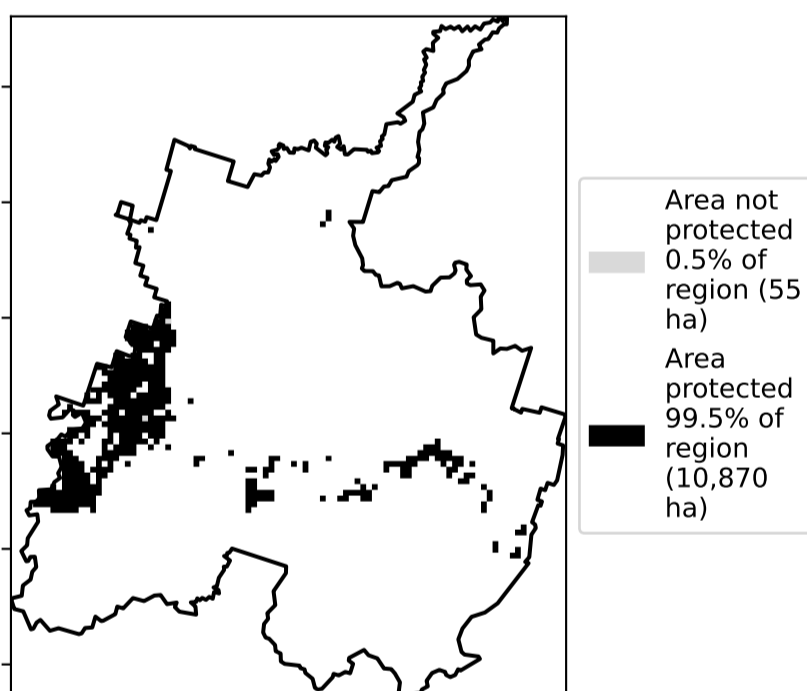 Area not
protected
0.5% of
region (55
ha)
Area
protected
99.5% of
region
(10,870
ha)